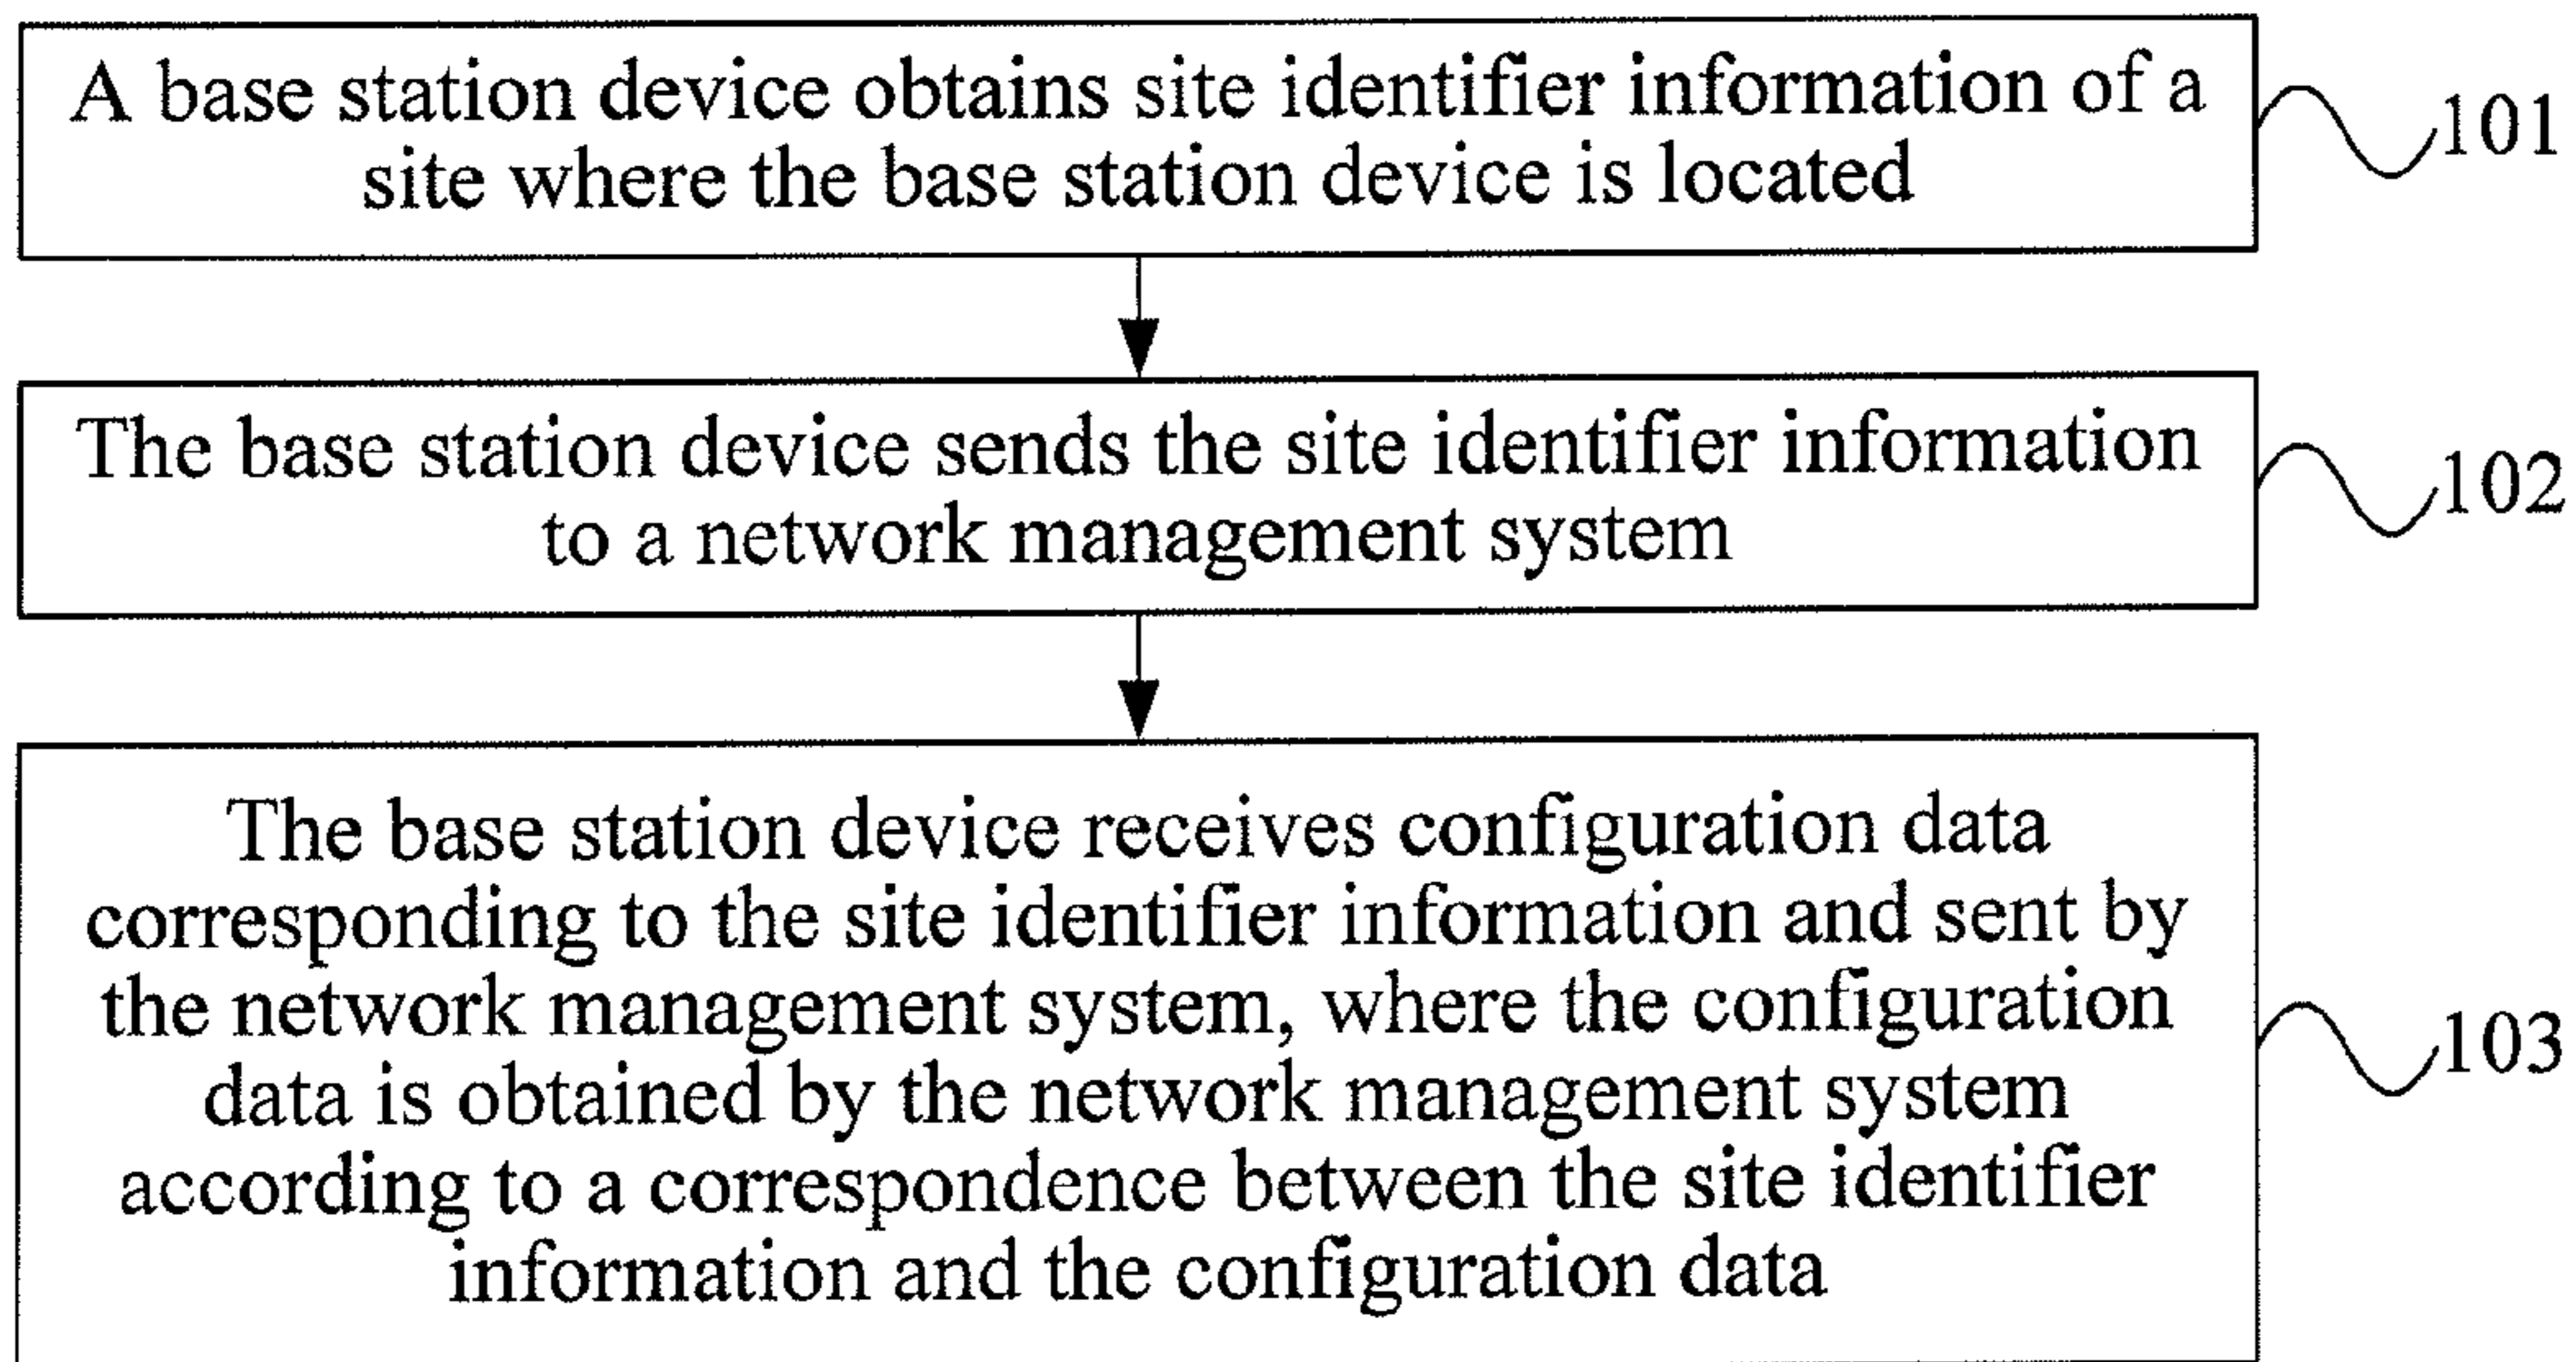 A base station device obtains site identifier information of a
site where the base station device is located
101
The base station device sends the site identifier information
to a network management system
102
The base station device receives configuration data
corresponding to the site identifier information and sent by
the network management system, where the configuration
data is obtained by the network management system
according to a correspondence between the site identifier
information and the configuration data
103